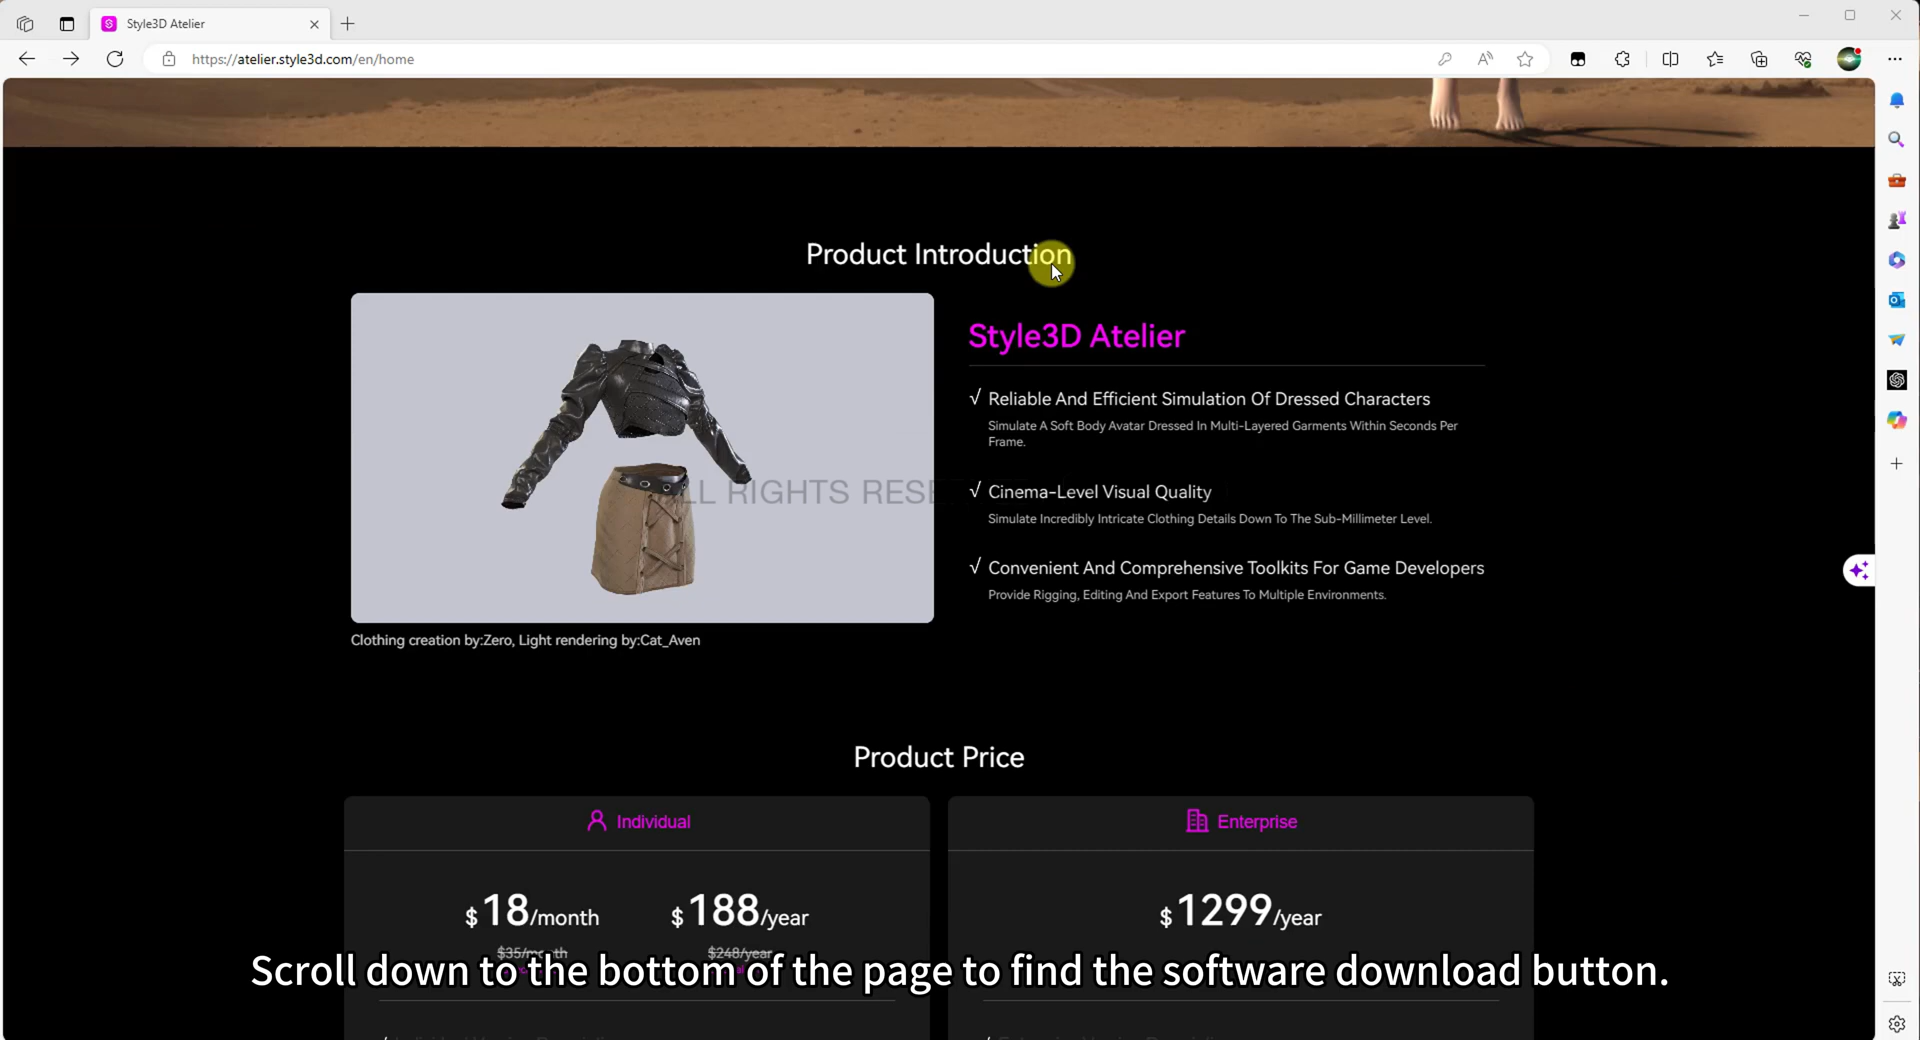 Style3D Atelier
https://atelier.style3d.com/en/home
Product Introduction
Style3D Atelier
√ Reliable And Efficient Simulation Of Dressed Characters
Simulate A Soft Body Avatar Dressed In Multi-Layered Garments Within Seconds Per
Frame.
ALL RIGHTS RESE
√ Cinema-Level Visual Quality
Simulate Incredibly Intricate Clothing Details Down To The Sub-Millimeter Level.
√ Convenient And Comprehensive Toolkits For Game Developers
Provide Rigging, Editing And Export Features To Multiple Environments.
Clothing creation by:Zero, Light rendering by:Cat_Aven
Product Price
Individual
Enterprise
$18/month
$188/year
$1299/year
$35/month
$248/year
Scroll down to the bottom of the page to find the software download button.